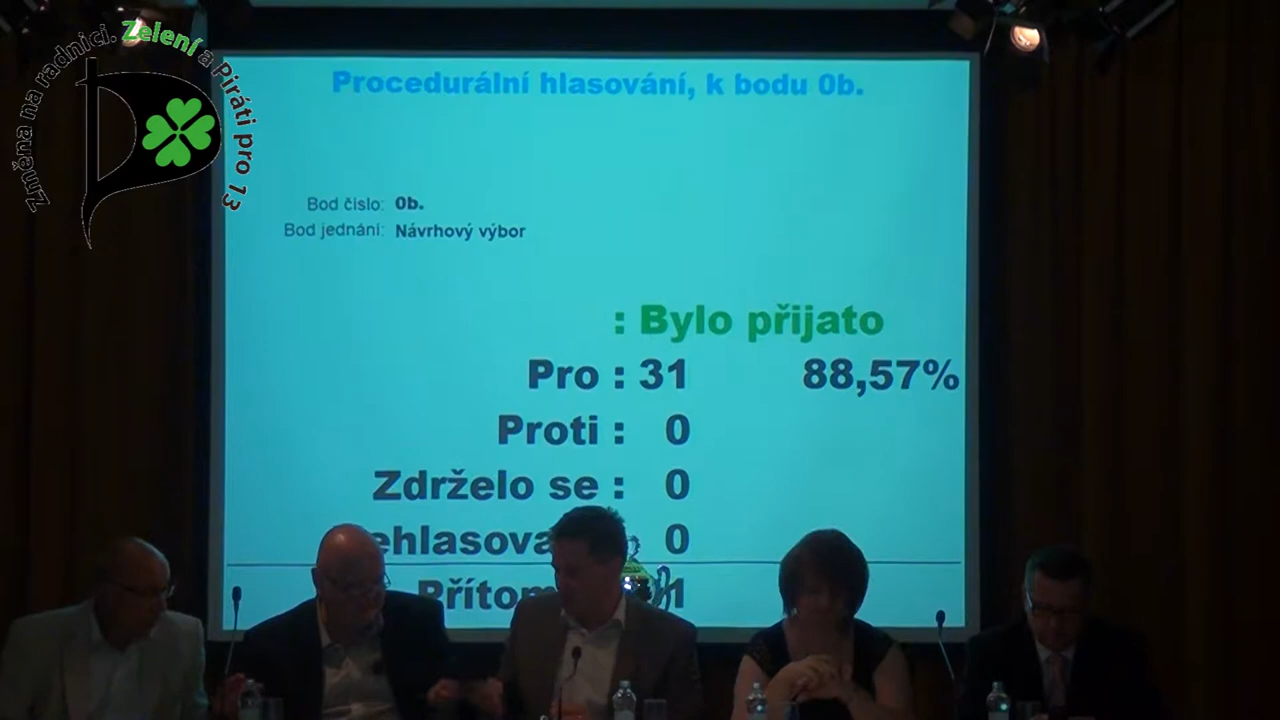 Změna na radnici. Zelení a Piráti pro 13
Procedurální hlasování, k bodu 0b.
Bod číslo: 0b.
Bod jednání: Návrhový výbor
: Bylo přijato
Pro : 31 88,57%
Proti : 0
Zdrželo se : 0
0